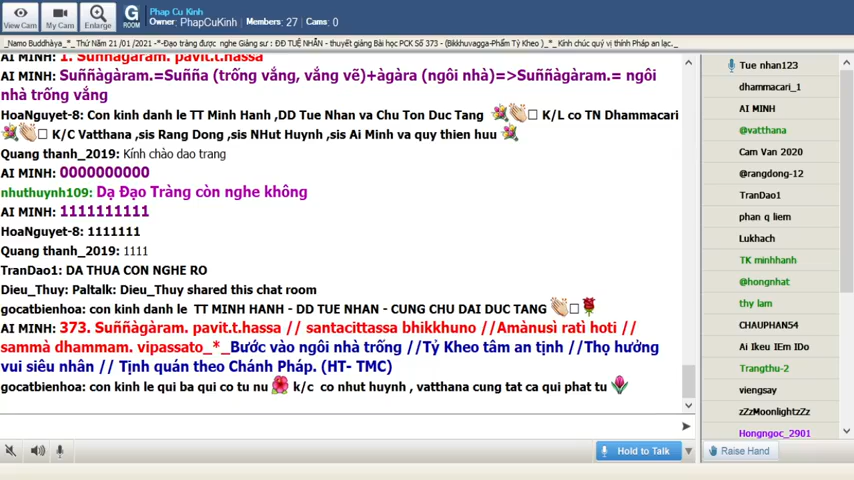 Phap Cu Kinh
Owner: PhapCuKinh Members: 27 Cams: 0
View Cam My Cam Enlarge G ROOM
_Namo Buddhàya_*_ Thứ Năm 21 /01 /2021 -*-Đạo tràng được nghe Giảng sư : ĐĐ TUỆ NHÂN - thuyết giảng Bài học PCK Số 373 - (Bikkhuvagga-Phẩm Tỷ Kheo )_*_ Kính chúc quý vị thính Pháp an lạc._
AI MINH: 1. Suññàgàram. pavit.t.hassa
AI MINH: Suññàgàram.=Suñña (trống vắng, vắng vẽ)+àgàra (ngôi nhà)=>Suññàgàram.= ngôi
nhà trống vắng
HoaNguyet-8: Con kinh danh le TT Minh Hanh ,DD Tue Nhan va Chu Ton Duc Tang K/L co TN Dhammacari
K/C Vatthana ,sis Rang Dong ,sis NHut Huynh ,sis Ai Minh va quy thien huu
Quang thanh_2019: Kính chào dao trang
AI MINH: 0000000000
nhuthuynh109: Dạ Đạo Tràng còn nghe không
AI MINH: 1111111111
HoaNguyet-8: 1111111
Quang thanh_2019: 1111
TranDao1: DA THUA CON NGHE RO
Dieu_Thuy: Paltalk: Dieu_Thuy shared this chat room
gocatbienhoa: con kinh danh le TT MINH HANH - DD TUE NHAN - CUNG CHU DAI DUC TANG
AI MINH: 373. Suññàgàram. pavit.t.hassa // santacittassa bhikkhuno //Amànusì ratì hoti //
sammà dhammam. vipassato_*_Bước vào ngôi nhà trống //Tỷ Kheo tâm an tịnh //Thọ hưởng
vui siêu nhân // Tịnh quán theo Chánh Pháp. (HT- TMC)
gocatbienhoa: con kinh le qui ba qui co tu nu k/c co nhut huynh , vatthana cung tat ca qui phat tu
Hold to Talk
Tue nhan123
dhammacari_1
AI MINH
@vatthana
Cam Van 2020
@rangdong-12
TranDao1
phan q liem
Lukhach
TK minhhanh
@hongnhat
thy lam
CHAUPHAN54
Ai Ikeu IEm IDo
Trangthu-2
viengsay
zZzMoonlightzZz
Hongngoc_2901
Raise Hand